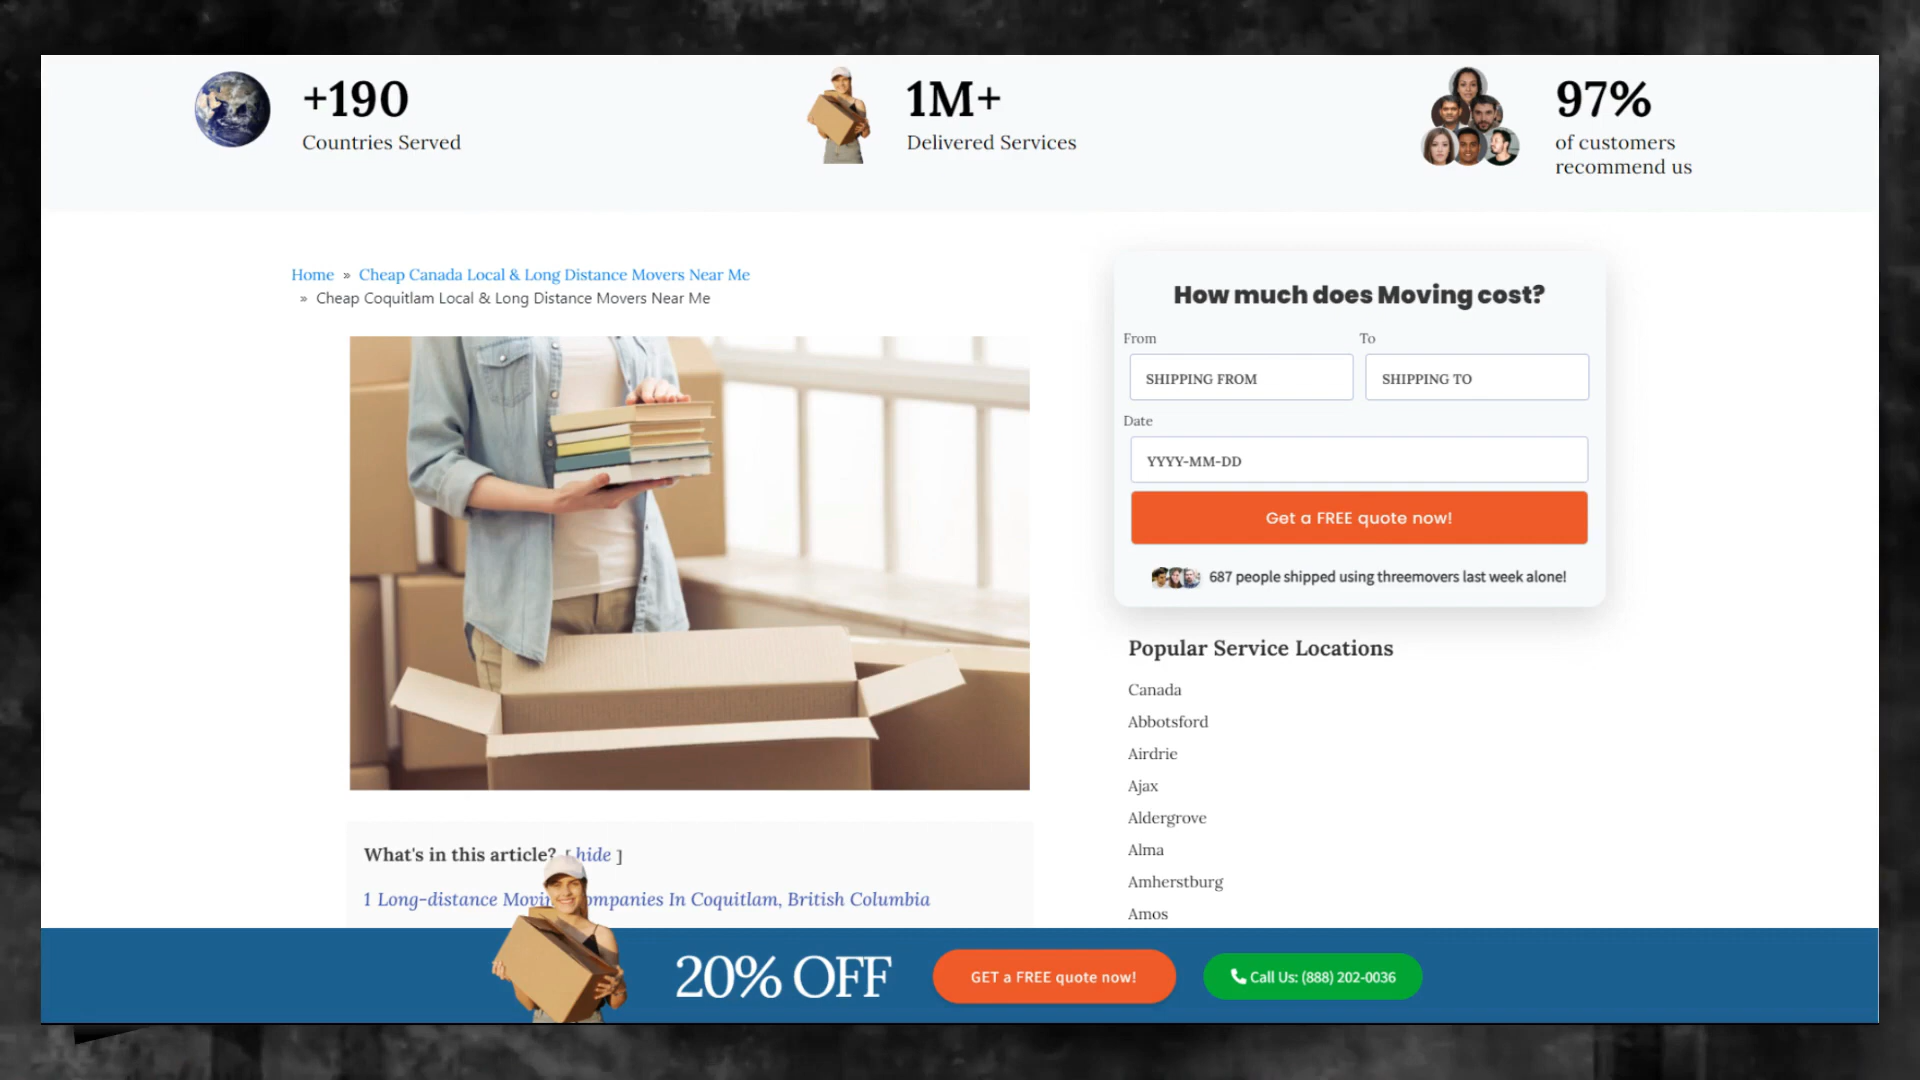 +190
Countries Served
1M+
Delivered Services
97%
of customers
recommend us
Home » Cheap Canada Local & Long Distance Movers Near Me
» Cheap Coquitlam Local & Long Distance Movers Near Me
How much does Moving cost?
From
To
SHIPPING FROM
SHIPPING TO
Date
YYYY-MM-DD
Get a FREE quote now!
687 people shipped using threemovers last week alone!
Popular Service Locations
Canada
Abbotsford
Airdrie
Ajax
Aldergrove
Alma
Amherstburg
Amos
What's in this article? [ hide ]
1 Long-distance Moving Companies In Coquitlam, British Columbia
20% OFF
GET a FREE quote now!
Call Us: (888) 202-0036